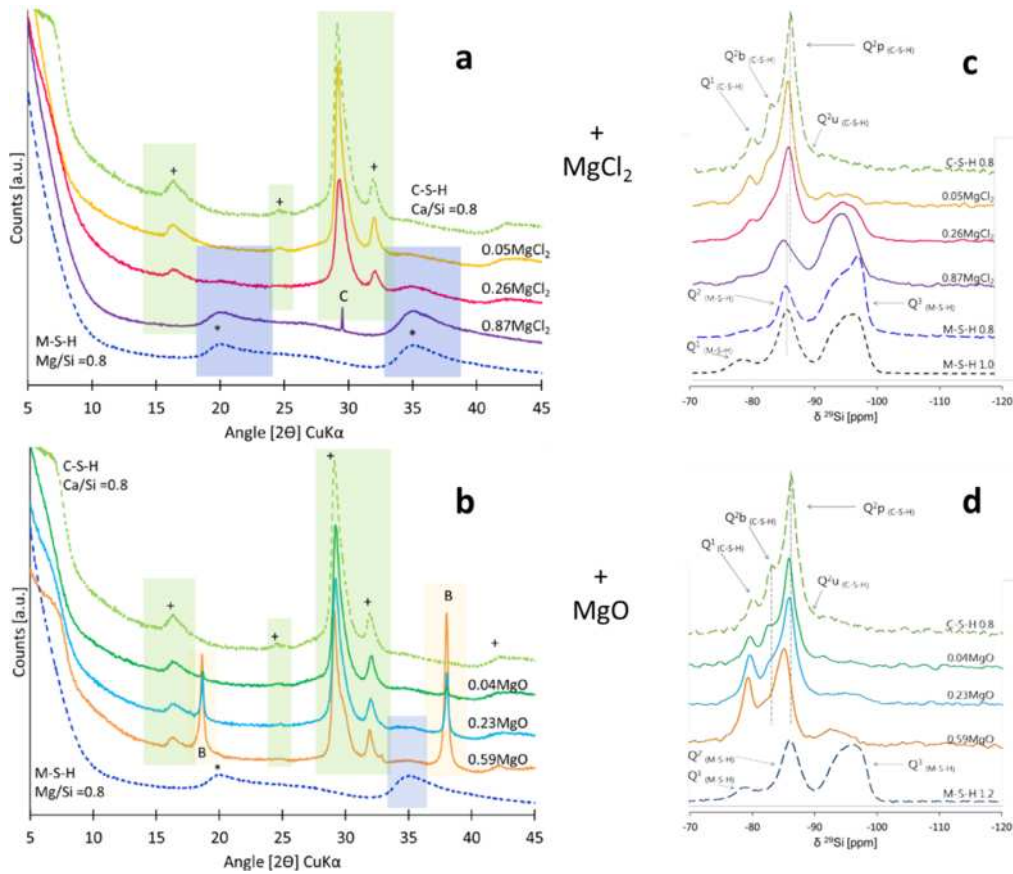 a
Counts [a.u.]
+
+
+
C
*
*
C-S-H
Ca/Si =0.8
0.05MgCl₂
0.26MgCl₂
0.87MgCl₂
M-S-H
Mg/Si =0.8
5 10 15 20 25 30 35 40 45
Angle [2Θ] CuKα
+
MgCl₂
c
Q²p (C-S-H)
Q²b (C-S-H)
Q¹ (C-S-H)
Q²u (C-S-H)
C-S-H 0.8
0.05MgCl₂
0.26MgCl₂
0.87MgCl₂
Q² (M-S-H)
Q³ (M-S-H)
M-S-H 0.8
Q¹ (M-S-H)
M-S-H 1.0
-70 -80 -90 -100 -110 -120
δ ²⁹Si [ppm]
b
Counts [a.u.]
C-S-H
Ca/Si =0.8
+
+
+
+
+
B
B
*
0.04MgO
0.23MgO
0.59MgO
M-S-H
Mg/Si =0.8
5 10 15 20 25 30 35 40 45
Angle [2Θ] CuKα
+
MgO
d
Q²p (C-S-H)
Q²b (C-S-H)
Q¹ (C-S-H)
Q²u (C-S-H)
C-S-H 0.8
0.04MgO
0.23MgO
0.59MgO
Q² (M-S-H)
Q¹ (M-S-H)
Q³ (M-S-H)
M-S-H 1.2
-70 -80 -90 -100 -110 -120
δ ²⁹Si [ppm]